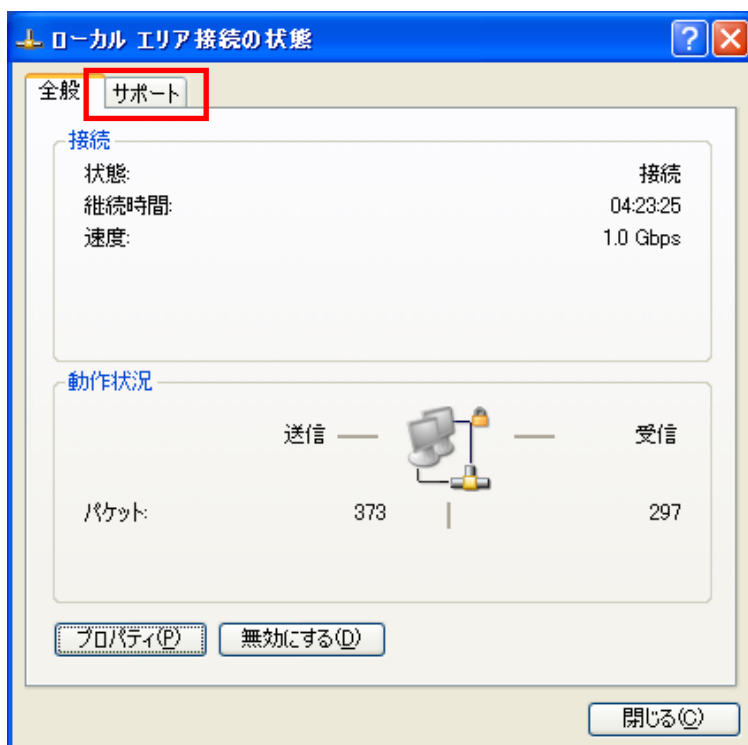 ローカル エリア接続の状態
全般 サポート
接続
状態: 接続
継続時間: 04:23:25
速度: 1.0 Gbps
動作状況
送信 受信
パケット: 373 297
プロパティ(P) 無効にする(D)
閉じる(C)